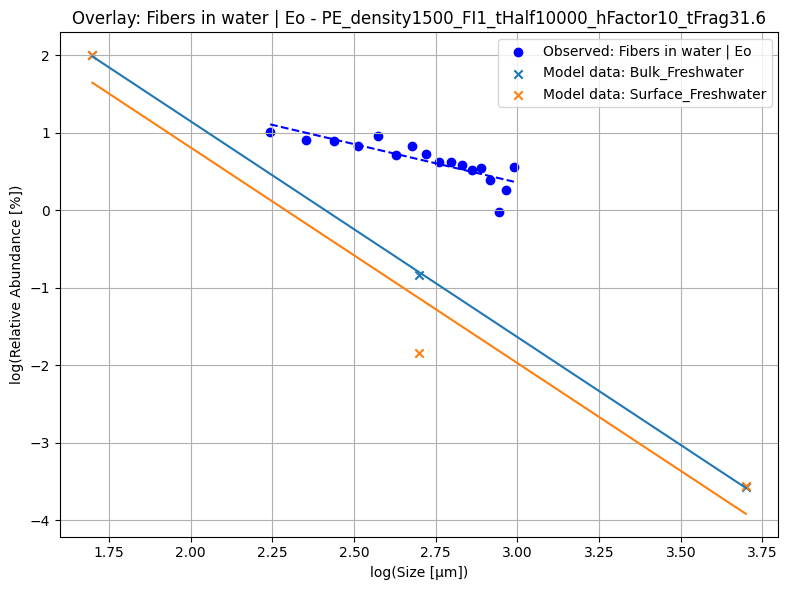 Overlay: Fibers in water | Eo - PE_density1500_FI1_tHalf10000_hFactor10_tFrag31.6
Observed: Fibers in water | Eo
Model data: Bulk_Freshwater
Model data: Surface_Freshwater
log(Relative Abundance [%])
2
1
0
−1
−2
−3
−4
1.75 2.00 2.25 2.50 2.75 3.00 3.25 3.50 3.75
log(Size [µm])